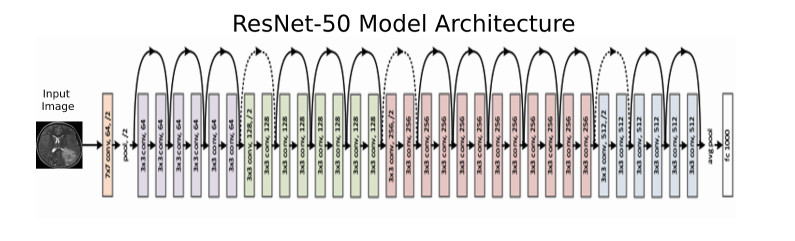 ResNet-50 Model Architecture
Input
Image
7x7 conv, 64, /2
pool, /2
3x3 conv, 64
3x3 conv, 64
3x3 conv, 64
3x3 conv, 64
3x3 conv, 64
3x3 conv, 64
3x3 conv, 128, /2
3x3 conv, 128
3x3 conv, 128
3x3 conv, 128
3x3 conv, 128
3x3 conv, 128
3x3 conv, 128
3x3 conv, 128
3x3 conv, 256, /2
3x3 conv, 256
3x3 conv, 256
3x3 conv, 256
3x3 conv, 256
3x3 conv, 256
3x3 conv, 256
3x3 conv, 256
3x3 conv, 256
3x3 conv, 256
3x3 conv, 256
3x3 conv, 256
3x3 conv, 512, /2
3x3 conv, 512
3x3 conv, 512
3x3 conv, 512
3x3 conv, 512
3x3 conv, 512
avg pool
fc 1000